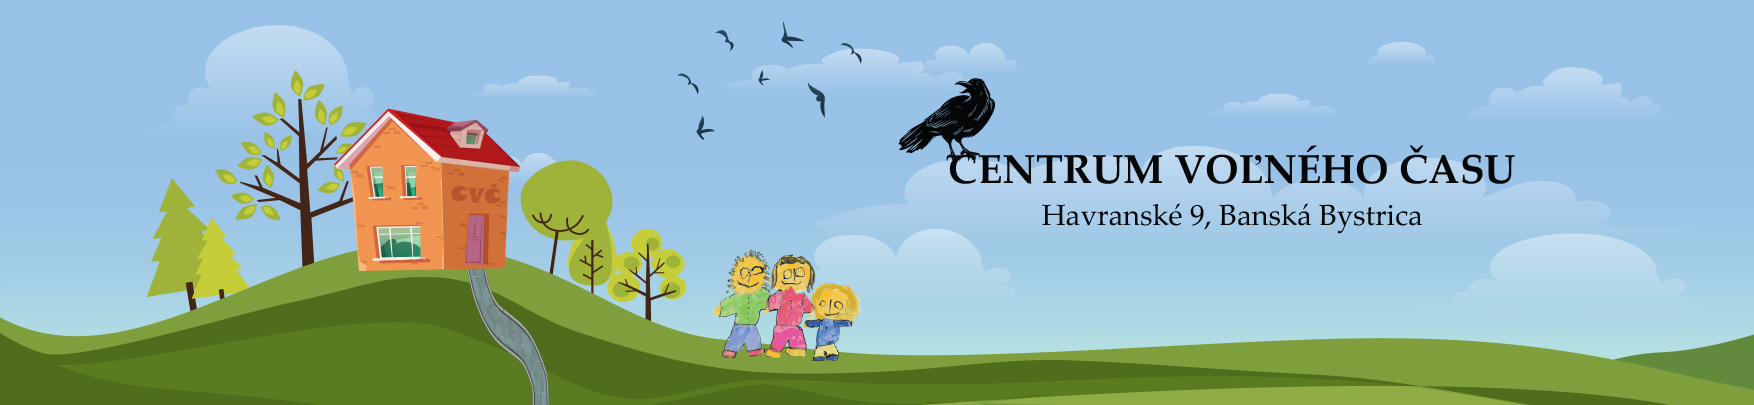 CVČ
CENTRUM VOĽNÉHO ČASU
Havranské 9, Banská Bystrica